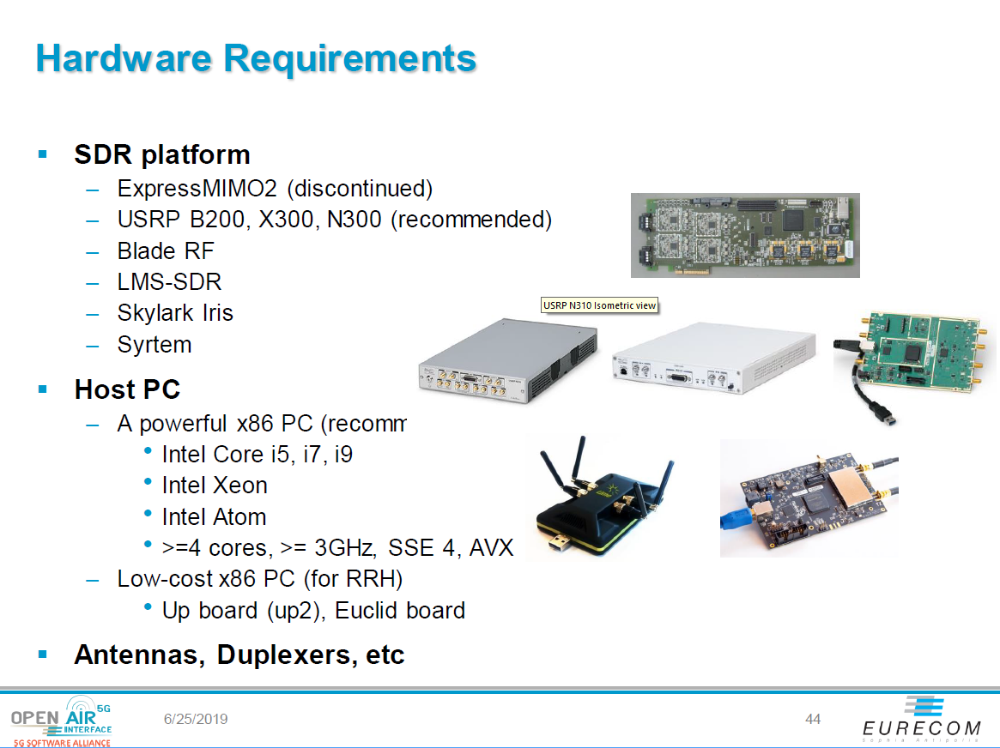 Hardware Requirements
▪ SDR platform
– ExpressMIMO2 (discontinued)
– USRP B200, X300, N300 (recommended)
– Blade RF
– LMS-SDR
– Skylark Iris
– Syrtem
USRP N310 Isometric view
▪ Host PC
– A powerful x86 PC (recomm
• Intel Core i5, i7, i9
• Intel Xeon
• Intel Atom
• >=4 cores, >= 3GHz, SSE 4, AVX
– Low-cost x86 PC (for RRH)
• Up board (up2), Euclid board
▪ Antennas, Duplexers, etc
OPEN AIR 5G
INTERFACE
5G SOFTWARE ALLIANCE
6/25/2019
44
EURECOM
Sophia Antipolis